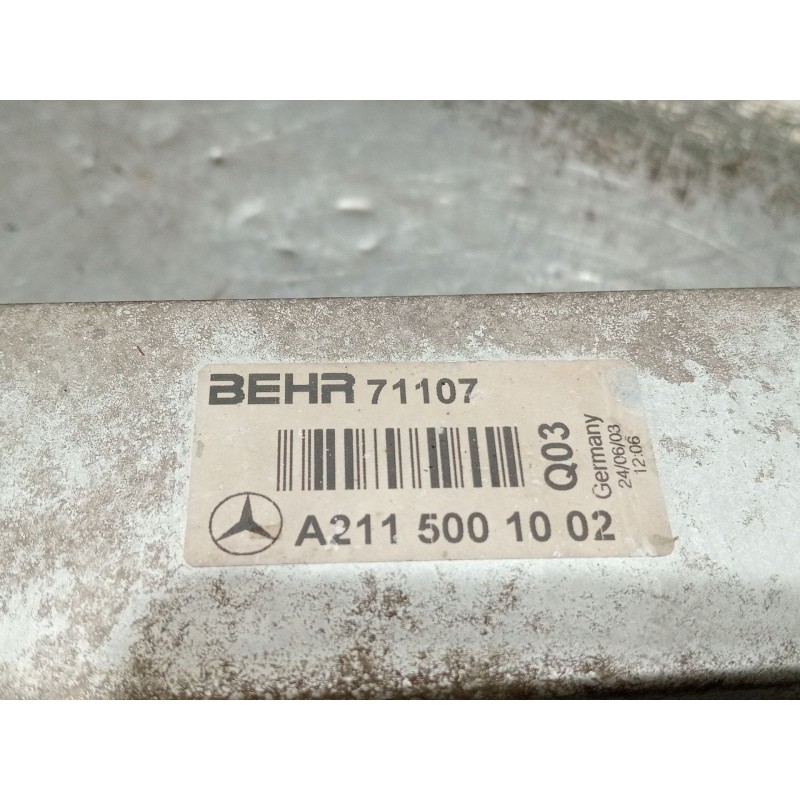 BEHR 71107
Q03
Germany
24/06/03
12:06
A211 500 10 02